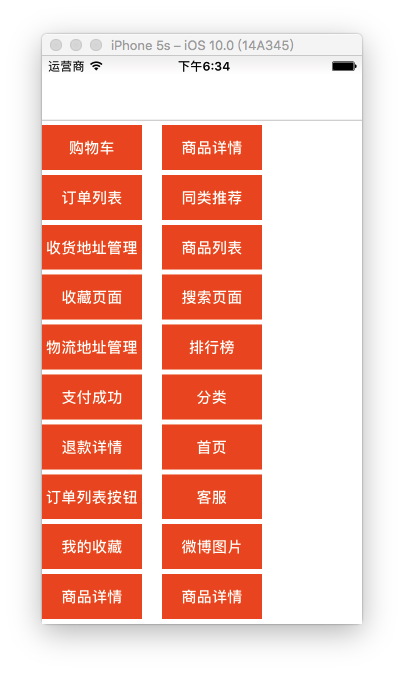 iPhone 5s – iOS 10.0 (14A345)
运营商 下午6:34
购物车 商品详情
订单列表 同类推荐
收货地址管理 商品列表
收藏页面 搜索页面
物流地址管理 排行榜
支付成功 分类
退款详情 首页
订单列表按钮 客服
我的收藏 微博图片
商品详情 商品详情